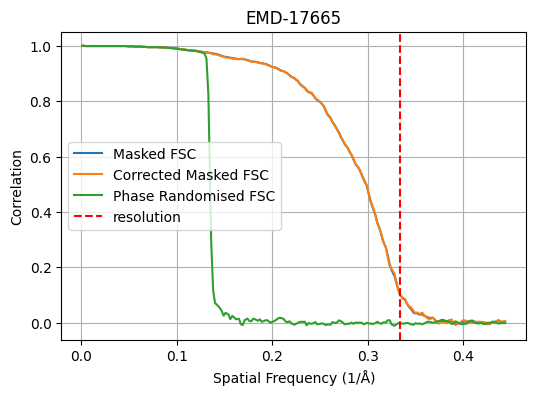 EMD-17665
1.0
0.8
0.6
0.4
0.2
0.0
Correlation
Masked FSC
Corrected Masked FSC
Phase Randomised FSC
resolution
0.0 0.1 0.2 0.3 0.4
Spatial Frequency (1/Å)